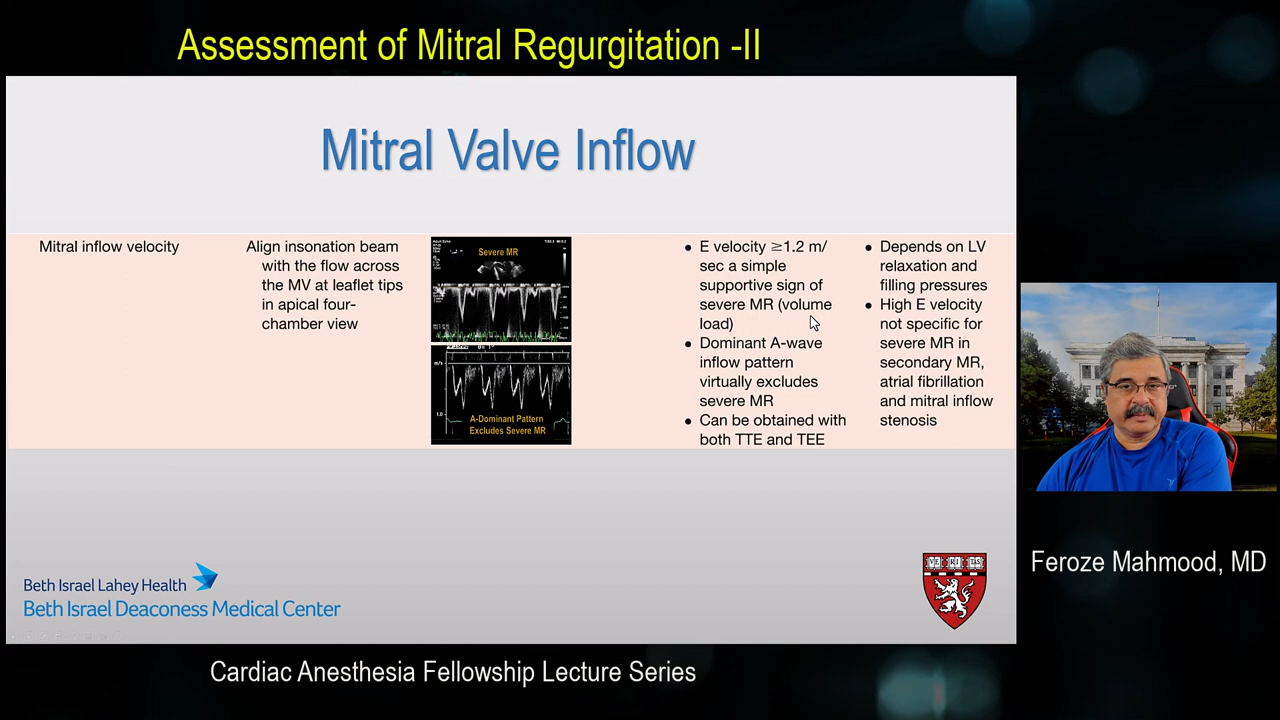 Assessment of Mitral Regurgitation -II
Mitral Valve Inflow
Mitral inflow velocity
Align insonation beam
with the flow across
the MV at leaflet tips
in apical four-
chamber view
Severe MR
A-Dominant Pattern
Excludes Severe MR
● E velocity ≥1.2 m/
sec a simple
supportive sign of
severe MR (volume
load)
● Dominant A-wave
inflow pattern
virtually excludes
severe MR
● Can be obtained with
both TTE and TEE
● Depends on LV
relaxation and
filling pressures
● High E velocity
not specific for
severe MR in
secondary MR,
atrial fibrillation
and mitral inflow
stenosis
Beth Israel Lahey Health
Beth Israel Deaconess Medical Center
VE RI TAS
Feroze Mahmood, MD
Cardiac Anesthesia Fellowship Lecture Series